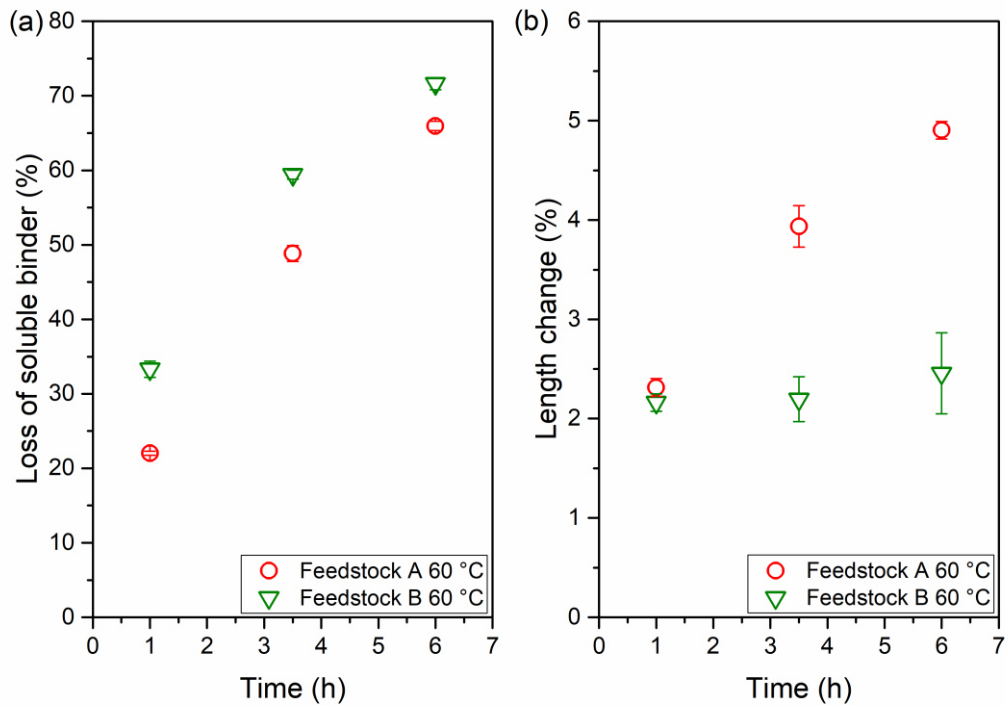 (a)
Loss of soluble binder (%)
80
70
60
50
40
30
20
10
0
0 1 2 3 4 5 6 7
Time (h)
Feedstock A 60 °C
Feedstock B 60 °C
(b)
Length change (%)
6
5
4
3
2
1
0
0 1 2 3 4 5 6 7
Time (h)
Feedstock A 60 °C
Feedstock B 60 °C